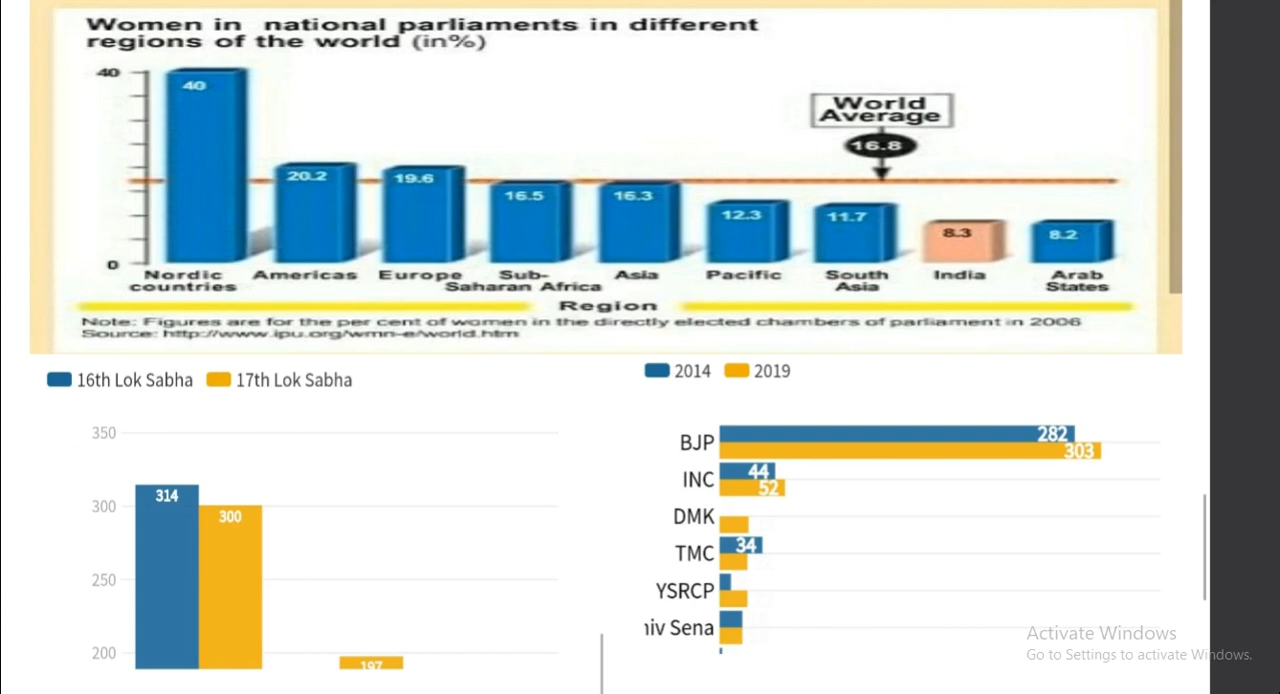 Women in national parliaments in different
regions of the world (in%)
40
40
20.2
19.6
16.5
16.3
12.3
11.7
8.3
8.2
World
Average
16.8
0
Nordic
countries
Americas
Europe
Sub-
Saharan Africa
Asia
Pacific
South
Asia
India
Arab
States
Region
Note: Figures are for the per cent of women in the directly elected chambers of parliament in 2006
Source: http://www.ipu.org/wmn-e/world.htm
16th Lok Sabha 17th Lok Sabha
350
300
250
200
314
300
197
2014 2019
BJP 282
303
INC 44
52
DMK
TMC 34
YSRCP
niv Sena
Activate Windows
Go to Settings to activate Windows.